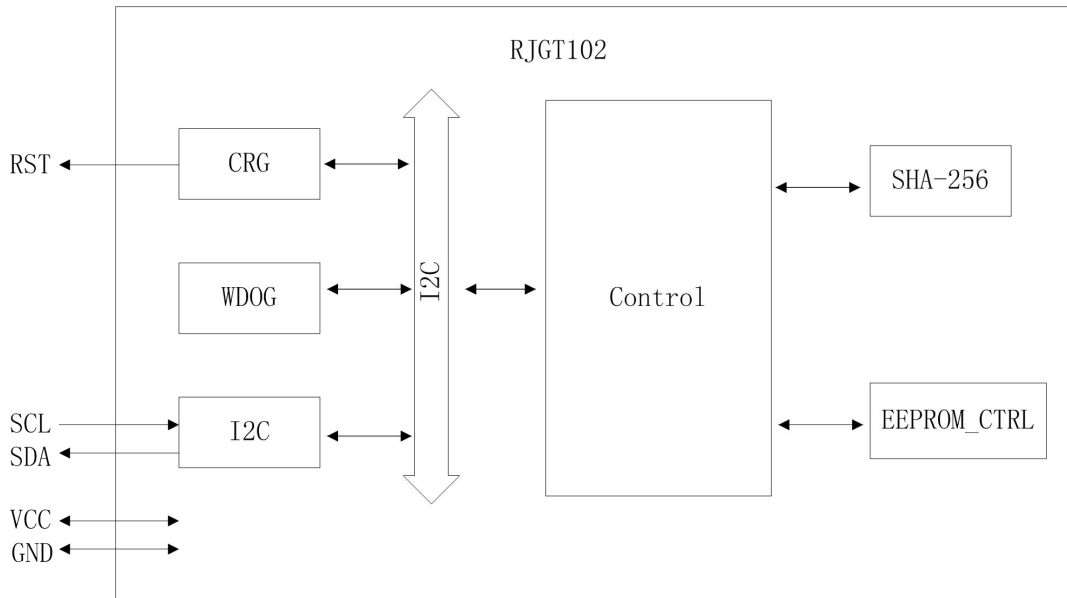 RJGT102
RST
CRG
SHA-256
WDOG
I2C
Control
SCL
SDA
I2C
EEPROM_CTRL
VCC
GND